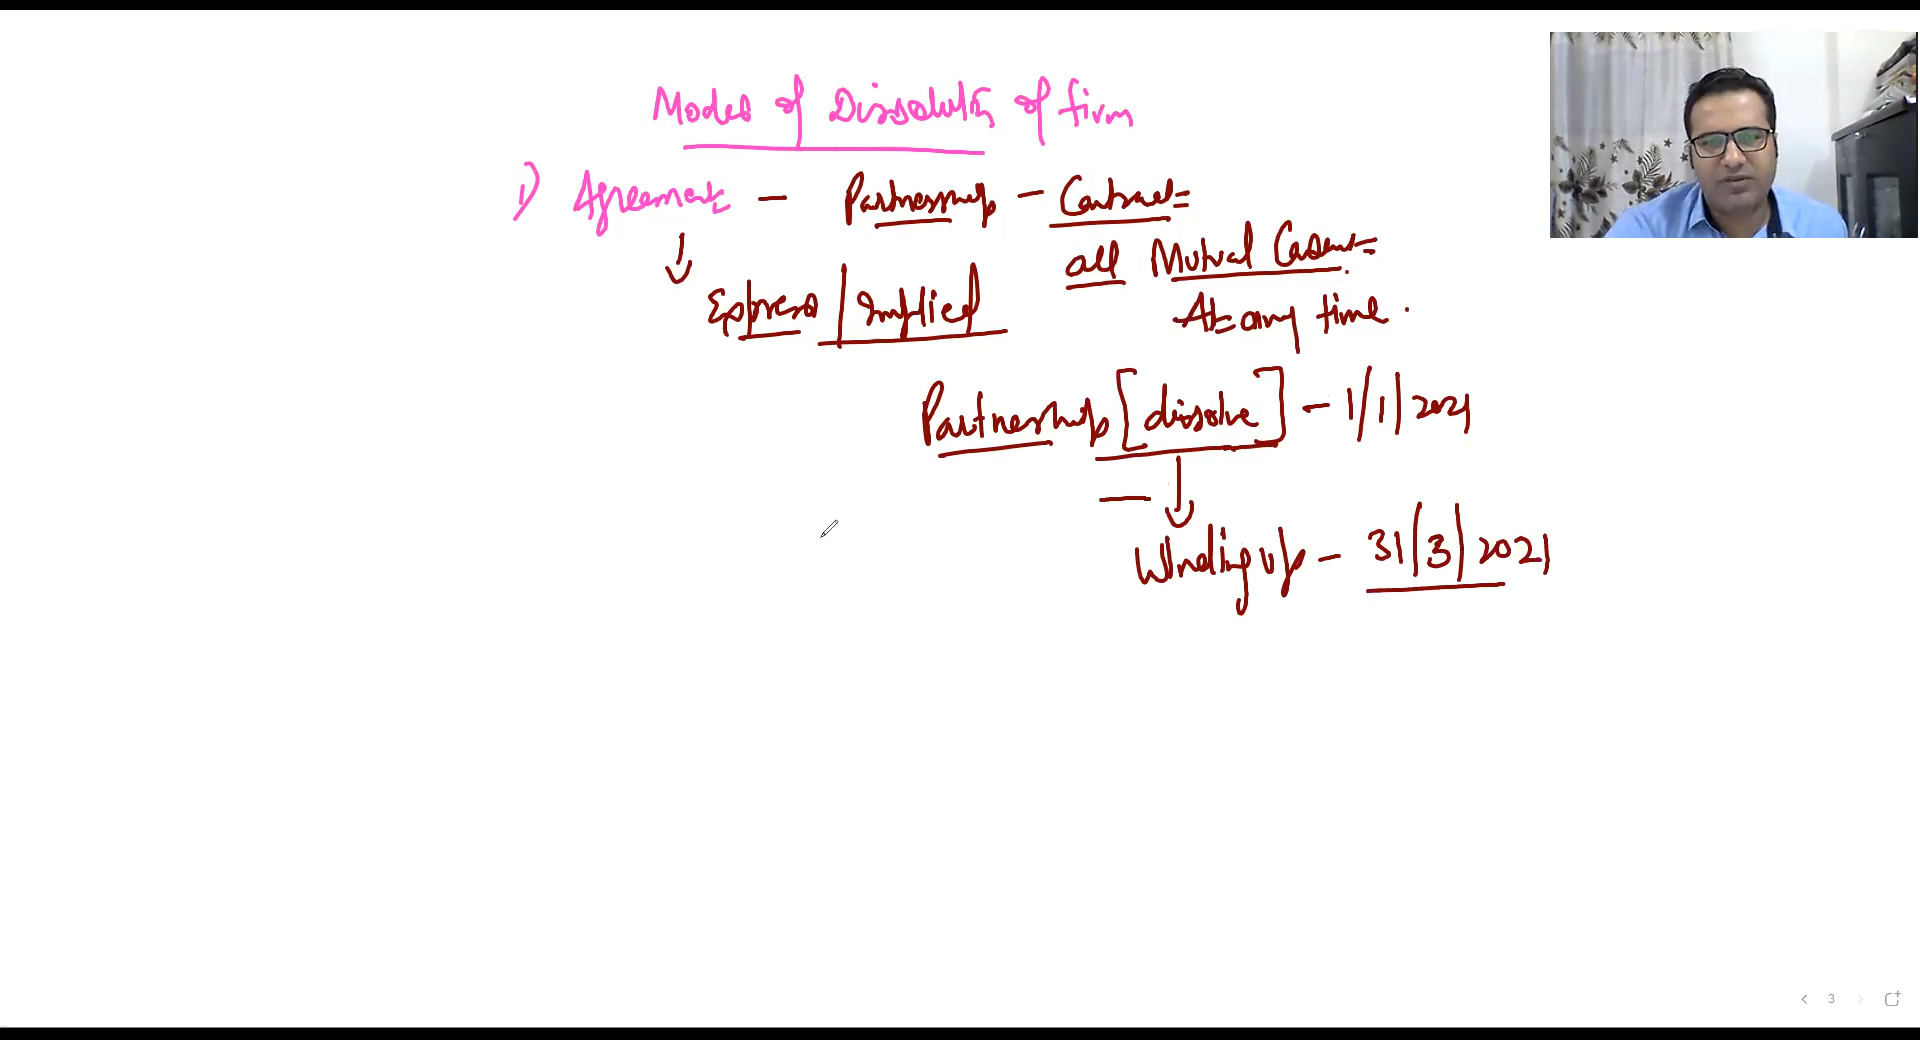 Modes of Dissolution of firm
1) Agreement - Partnership - Contract
all Mutual Consent
Express / Implied
At any time.
Partnership [dissolve] - 1/1/2021
Winding up - 31/3/2021
3